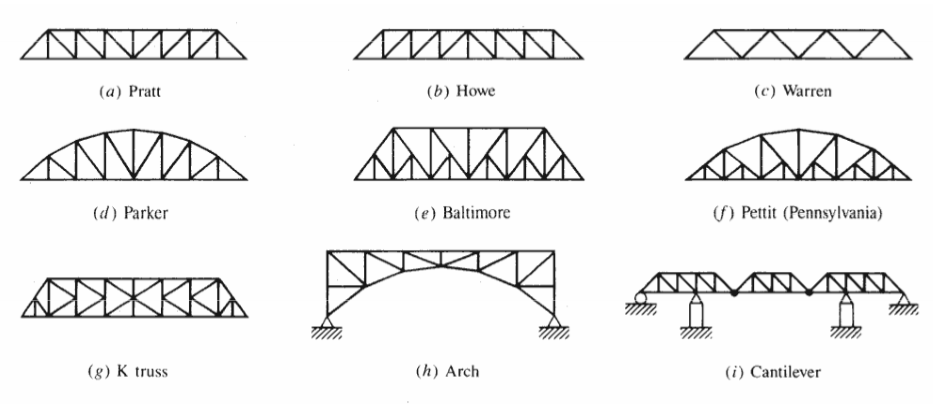 (a) Pratt
(b) Howe
(c) Warren
(d) Parker
(e) Baltimore
(f) Pettit (Pennsylvania)
(g) K truss
(h) Arch
(i) Cantilever